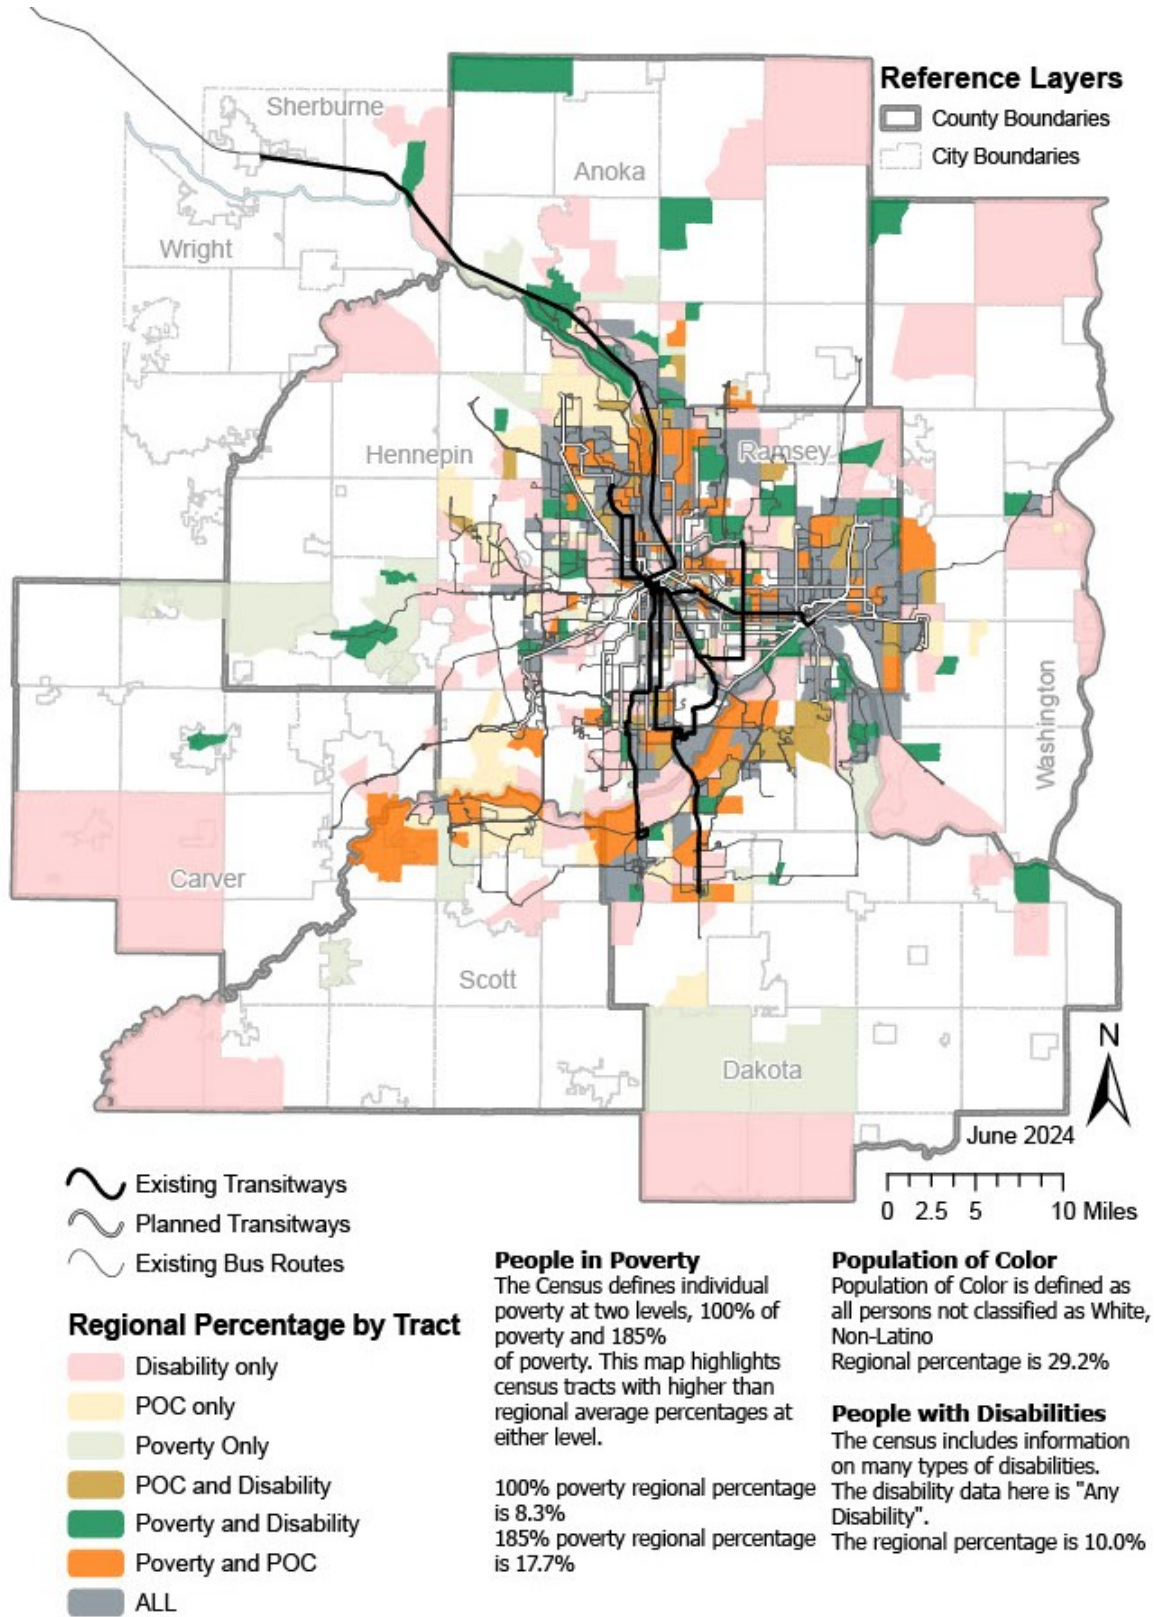 Reference Layers
County Boundaries
City Boundaries
Sherburne
Anoka
Wright
Hennepin
Ramsey
Washington
Carver
Scott
Dakota
N
June 2024
0 2.5 5 10 Miles
Existing Transitways
Planned Transitways
Existing Bus Routes
Regional Percentage by Tract
Disability only
POC only
Poverty Only
POC and Disability
Poverty and Disability
Poverty and POC
ALL
People in Poverty
The Census defines individual
poverty at two levels, 100% of
poverty and 185%
of poverty. This map highlights
census tracts with higher than
regional average percentages at
either level.
100% poverty regional percentage
is 8.3%
185% poverty regional percentage
is 17.7%
Population of Color
Population of Color is defined as
all persons not classified as White,
Non-Latino
Regional percentage is 29.2%
People with Disabilities
The census includes information
on many types of disabilities.
The disability data here is "Any
Disability".
The regional percentage is 10.0%